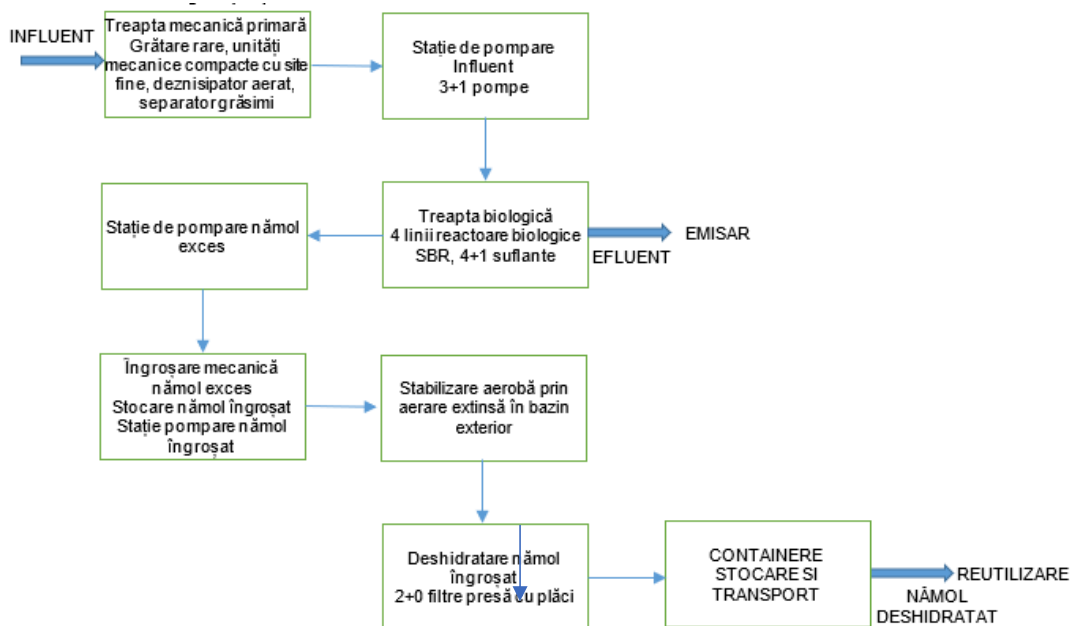 INFLUENT
Treapta mecanică primară
Grătare rare, unități
mecanice compacte cu site
fine, deznisipator aerat,
separator grăsimi
Stație de pompare
Influent
3+1 pompe
Stație de pompare nămol
exces
Treapta biologică
4 linii reactoare biologice
SBR, 4+1 suflante
EFLUENT
EMISAR
Îngroșare mecanică
nămol exces
Stocare nămol îngroșat
Stație pompare nămol
îngroșat
Stabilizare aerobă prin
aerare extinsă în bazin
exterior
Deshidratare nămol
îngroșat
2+0 filtre presă cu plăci
CONTAINERE
STOCARE SI
TRANSPORT
REUTILIZARE
NÂMOL
DESHIDRATAT